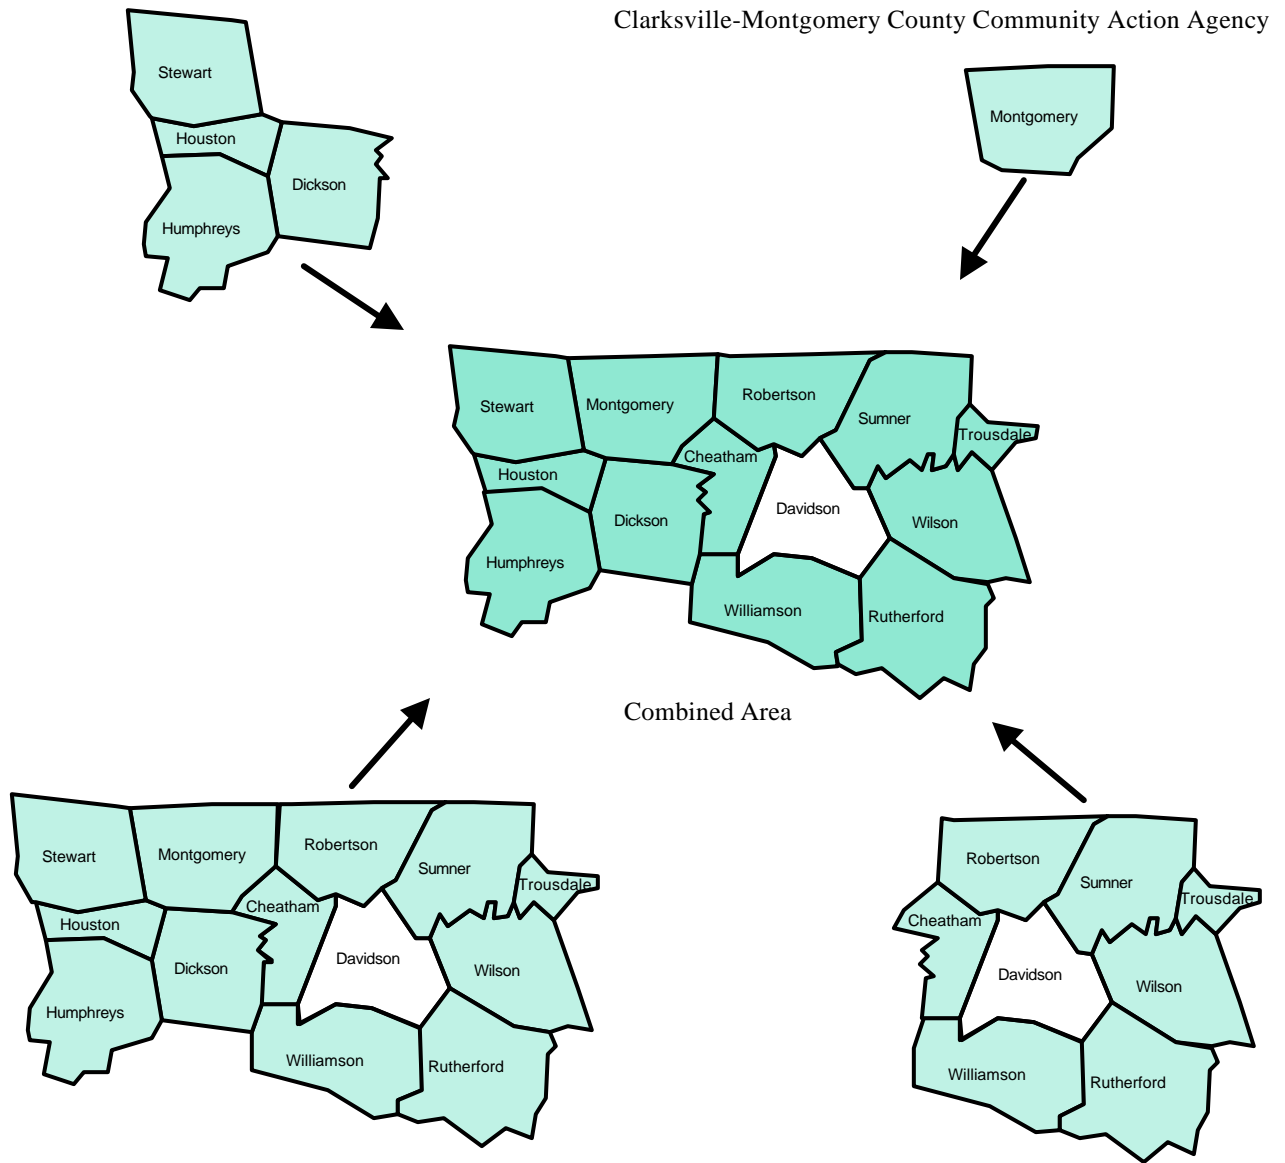 Clarksville-Montgomery County Community Action Agency
Stewart
Houston
Dickson
Humphreys
Montgomery
Stewart
Montgomery
Robertson
Sumner
Trousdale
Cheatham
Houston
Dickson
Davidson
Wilson
Humphreys
Williamson
Rutherford
Combined Area
Stewart
Montgomery
Robertson
Sumner
Trousdale
Cheatham
Houston
Dickson
Davidson
Wilson
Humphreys
Williamson
Rutherford
Robertson
Sumner
Trousdale
Cheatham
Davidson
Wilson
Williamson
Rutherford